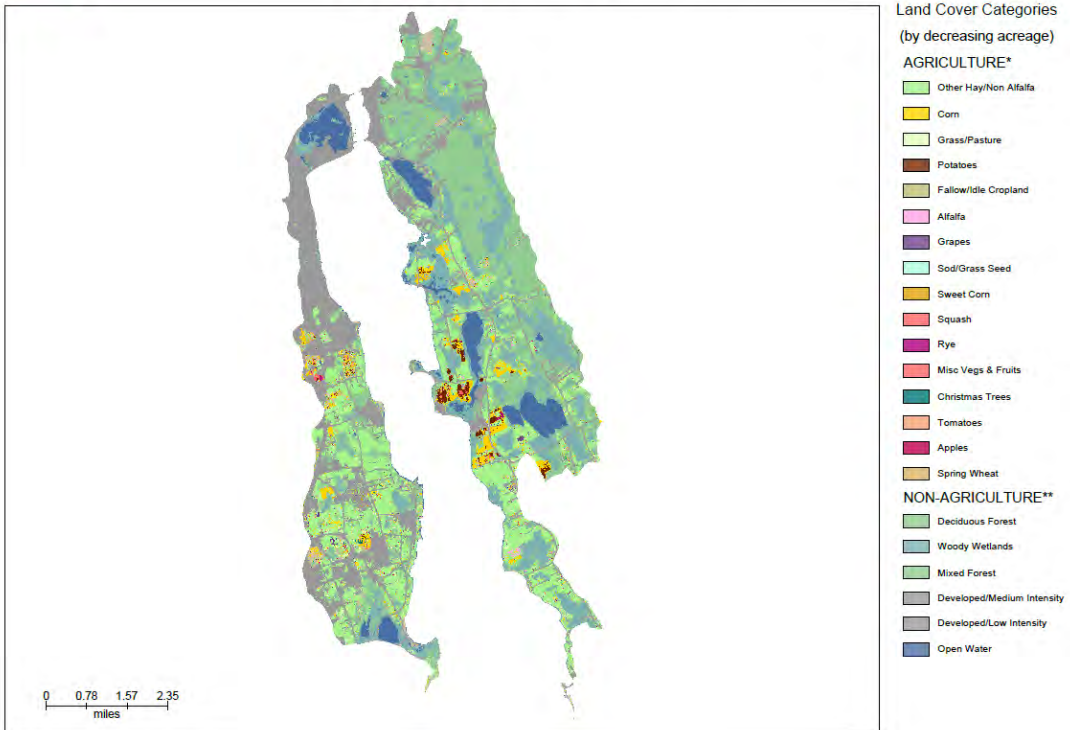 Land Cover Categories
(by decreasing acreage)
AGRICULTURE*
Other Hay/Non Alfalfa
Corn
Grass/Pasture
Potatoes
Fallow/Idle Cropland
Alfalfa
Grapes
Sod/Grass Seed
Sweet Corn
Squash
Rye
Misc Vegs & Fruits
Christmas Trees
Tomatoes
Apples
Spring Wheat
NON-AGRICULTURE**
Deciduous Forest
Woody Wetlands
Mixed Forest
Developed/Medium Intensity
Developed/Low Intensity
Open Water
0 0.78 1.57 2.35
miles